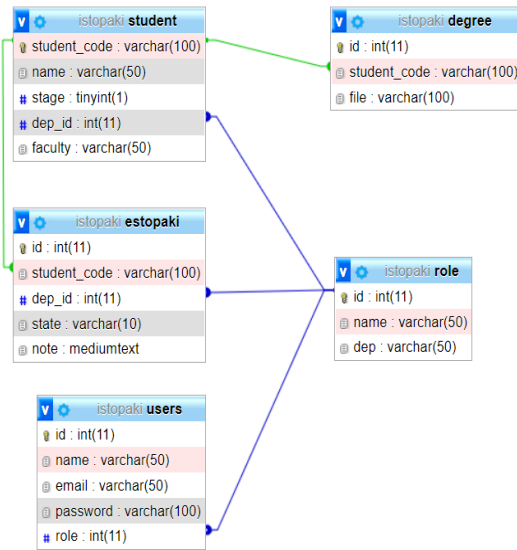 v istopaki student
student_code : varchar(100)
name : varchar(50)
# stage : tinyint(1)
# dep_id : int(11)
faculty : varchar(50)
v istopaki degree
id : int(11)
student_code : varchar(100)
file : varchar(100)
v istopaki estopaki
id : int(11)
student_code : varchar(100)
# dep_id : int(11)
state : varchar(10)
note : mediumtext
v istopaki role
id : int(11)
name : varchar(50)
dep : varchar(50)
v istopaki users
id : int(11)
name : varchar(50)
email : varchar(50)
password : varchar(100)
# role : int(11)